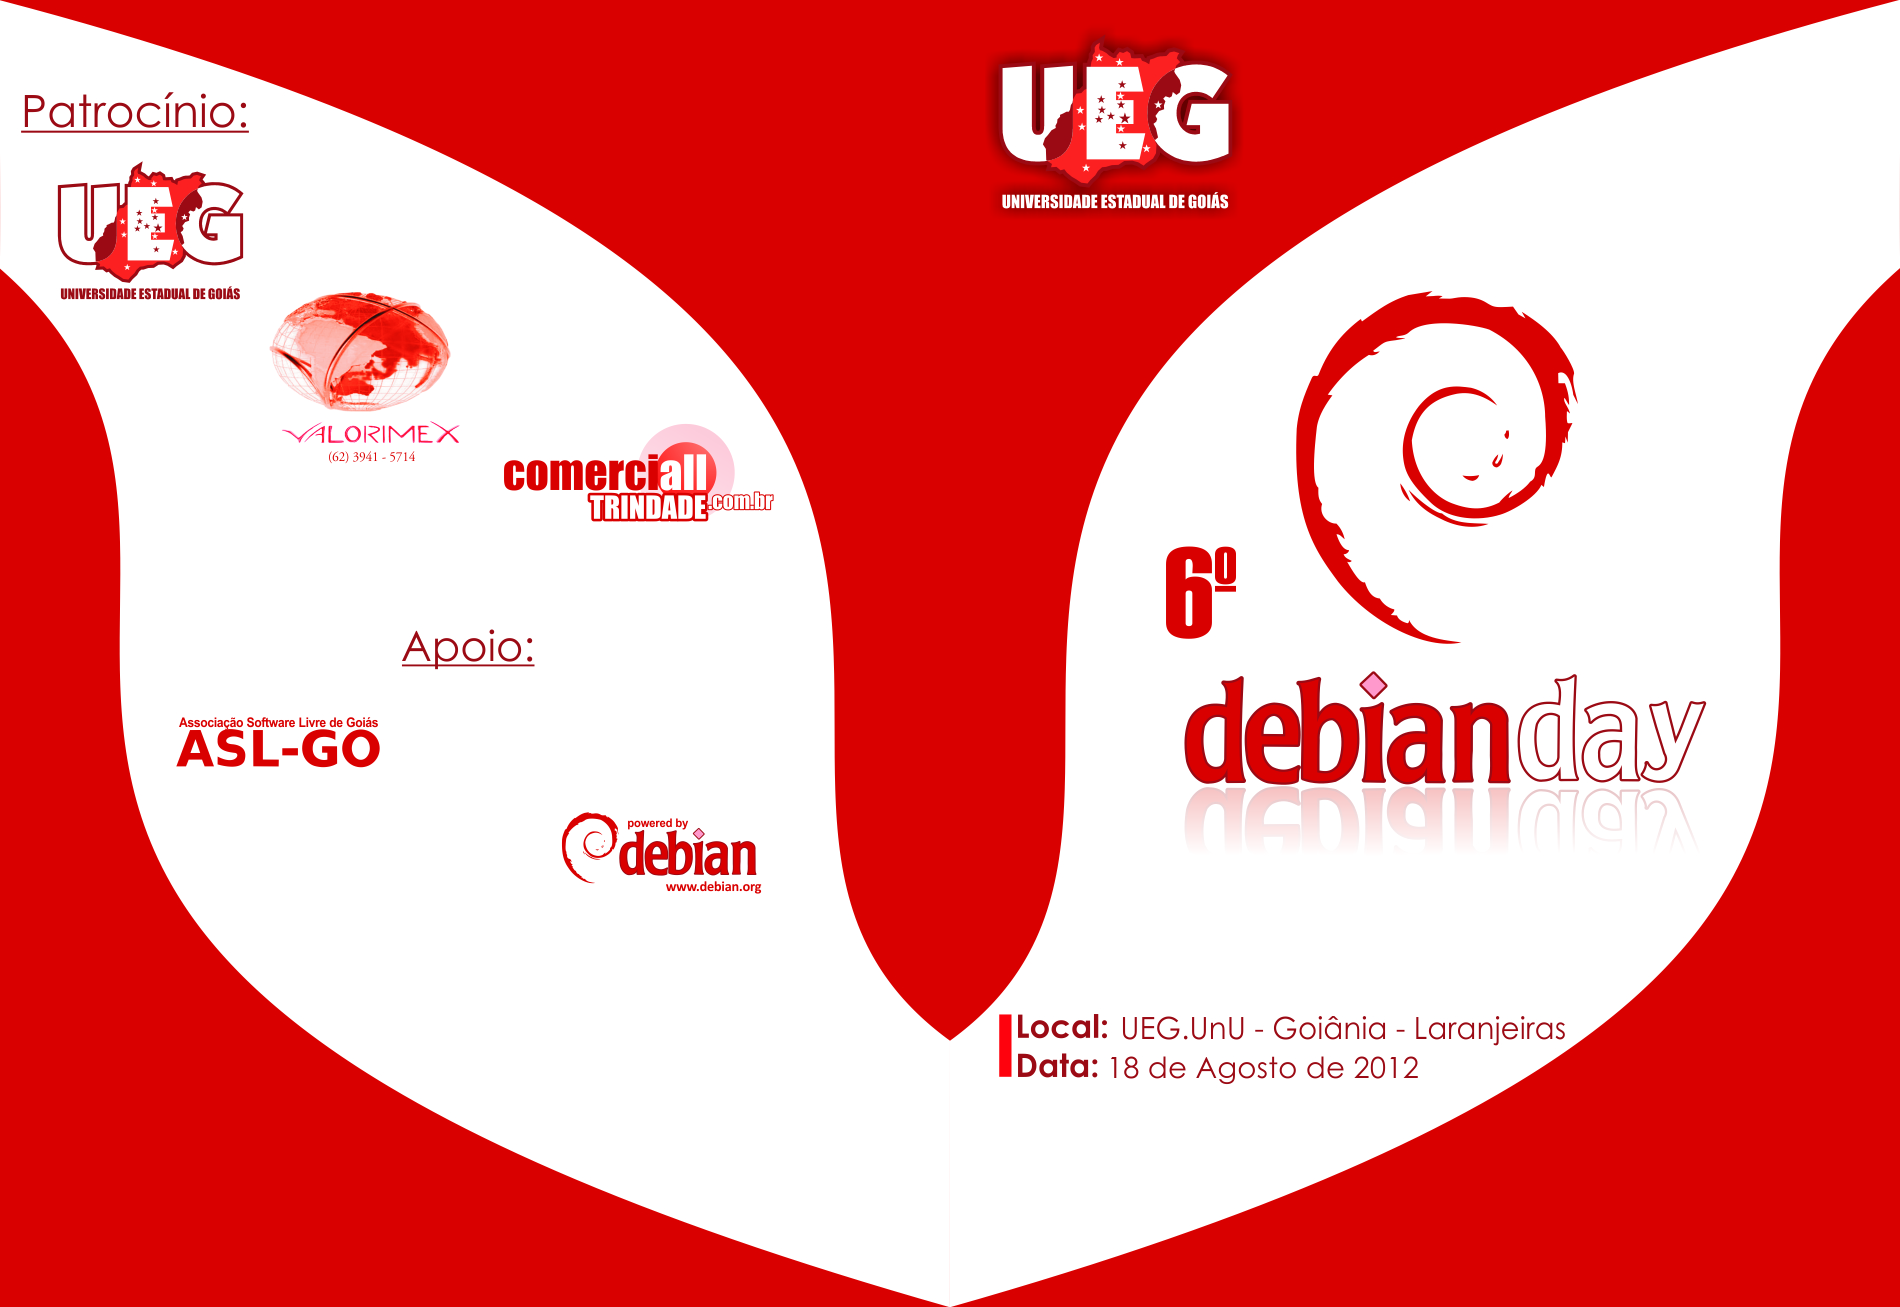 Patrocínio:
UEG
UNIVERSIDADE ESTADUAL DE GOIÁS
VALORIMEX
(62) 3941 - 5714
comerciall
TRINDADE.com.br
Apoio:
Associação Software Livre de Goiás
ASL-GO
powered by
debian
www.debian.org
UEG
UNIVERSIDADE ESTADUAL DE GOIÁS
6º
debianday
Local: UEG.UnU - Goiânia - Laranjeiras
Data: 18 de Agosto de 2012